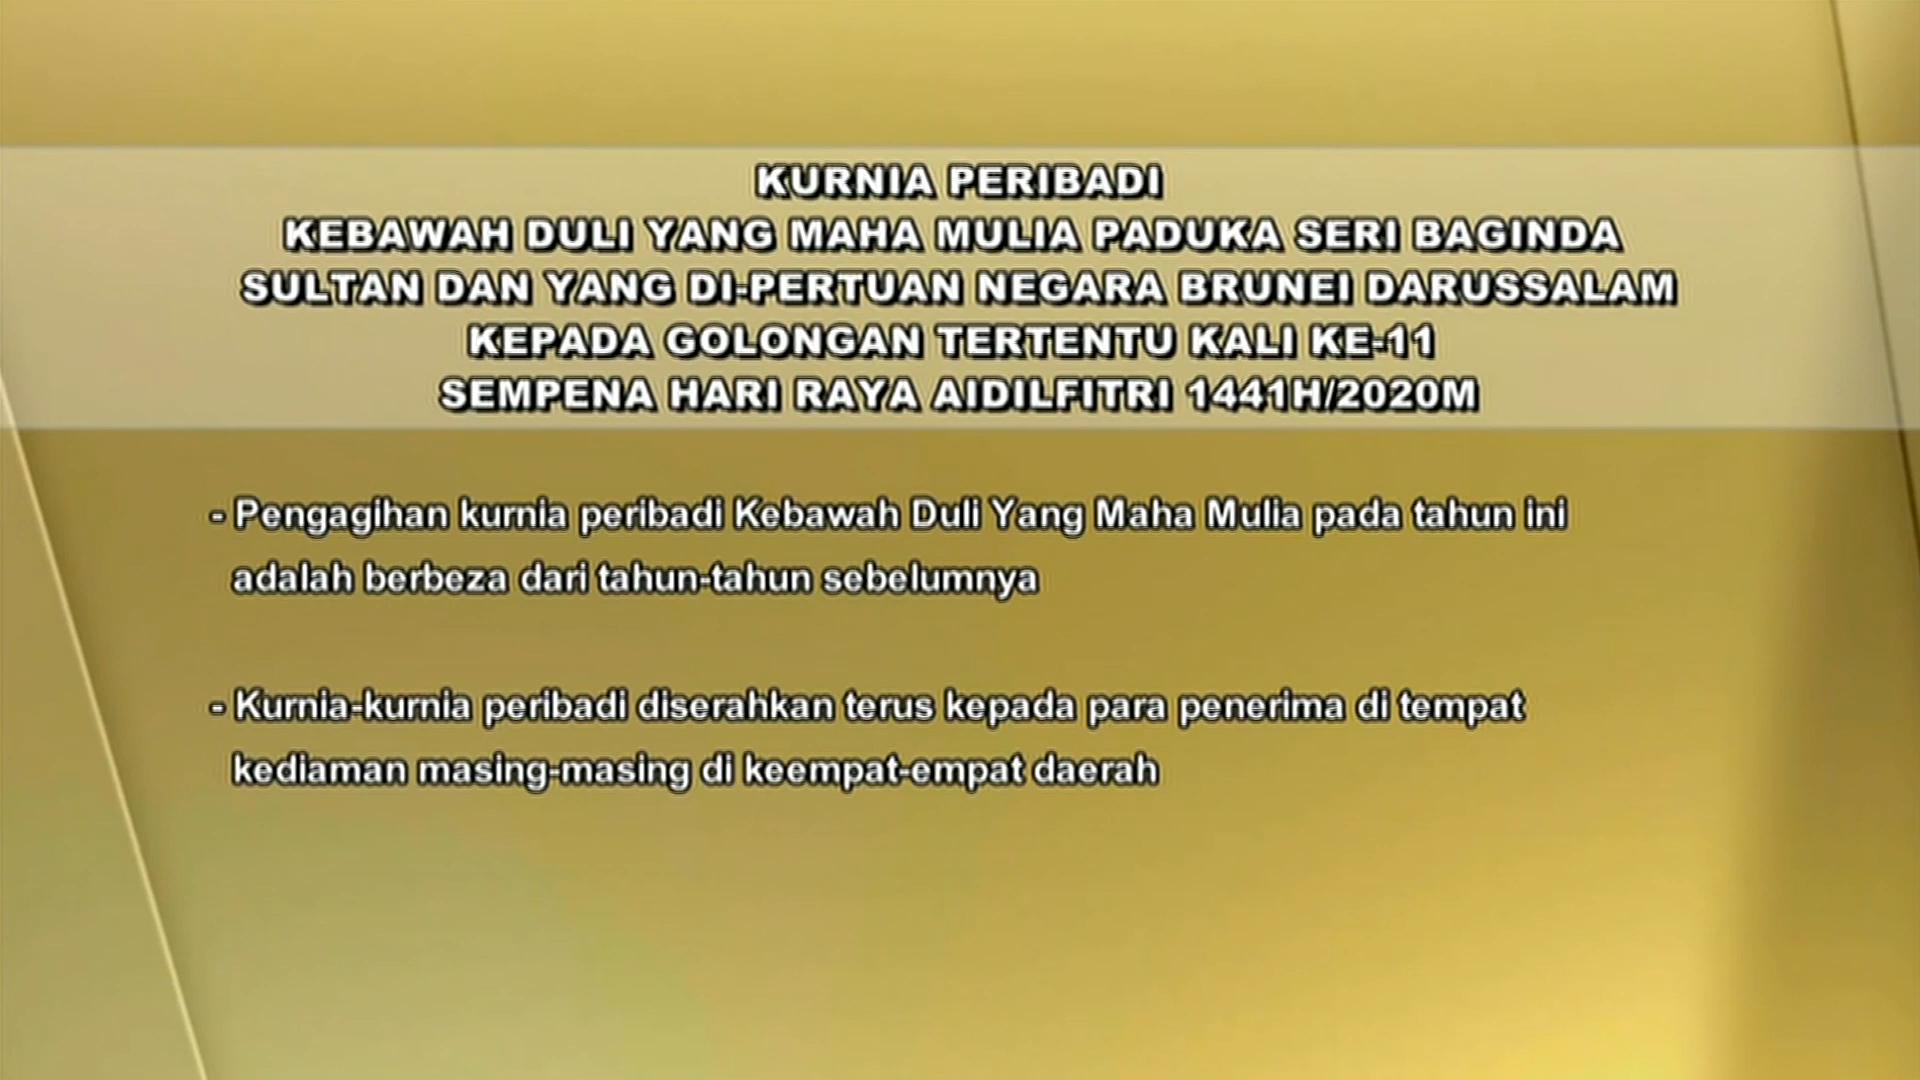 KURNIA PERIBADI
KEBAWAH DULI YANG MAHA MULIA PADUKA SERI BAGINDA
SULTAN DAN YANG DI-PERTUAN NEGARA BRUNEI DARUSSALAM
KEPADA GOLONGAN TERTENTU KALI KE-11
SEMPENA HARI RAYA AIDILFITRI 1441H/2020M
- Pengagihan kurnia peribadi Kebawah Duli Yang Maha Mulia pada tahun ini
adalah berbeza dari tahun-tahun sebelumnya
- Kurnia-kurnia peribadi diserahkan terus kepada para penerima di tempat
kediaman masing-masing di keempat-empat daerah